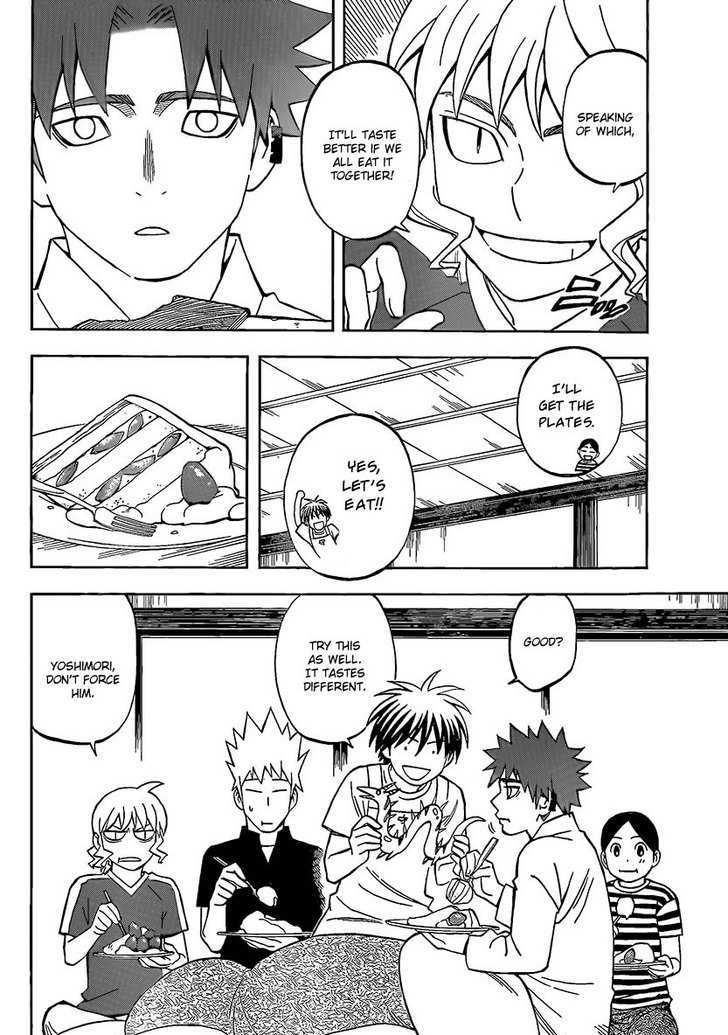 SPEAKING
OF WHICH,
IT'LL TASTE
BETTER IF WE
ALL EAT IT
TOGETHER!
I'LL
GET THE
PLATES.
YES,
LET'S
EAT!!
GOOD?
TRY THIS
AS WELL.
IT TASTES
DIFFERENT.
YOSHIMORI,
DON'T FORCE
HIM.